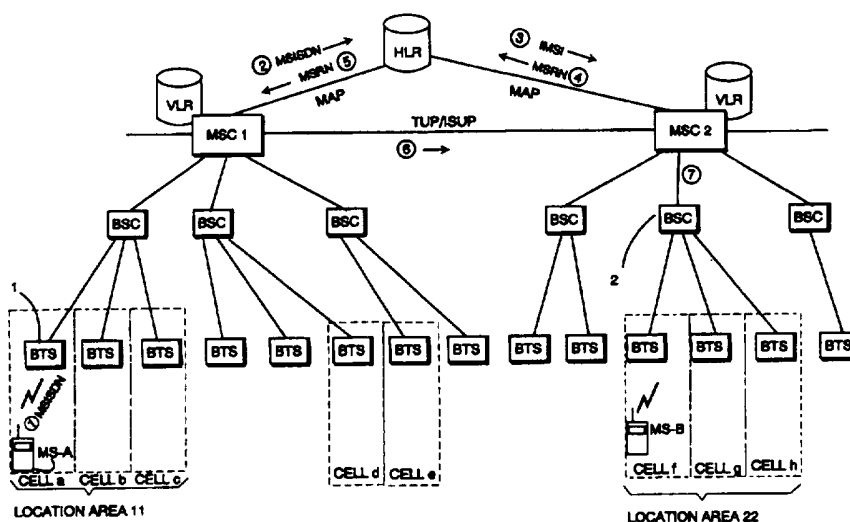 ② MSISDN
MSRN ⑤
MAP
HLR
③ IMSI
MSRN ④
MAP
VLR
MSC 1
TUP/ISUP
⑥
VLR
MSC 2
⑦
BSC
BSC
BSC
BSC
BSC
BSC
1
2
BTS
BTS
BTS
BTS
BTS
BTS
BTS
BTS
BTS
BTS
BTS
BTS
BTS
BTS
① MSISDN
MS-A
MS-B
CELL a
CELL b
CELL c
CELL d
CELL e
CELL f
CELL g
CELL h
LOCATION AREA 11
LOCATION AREA 22